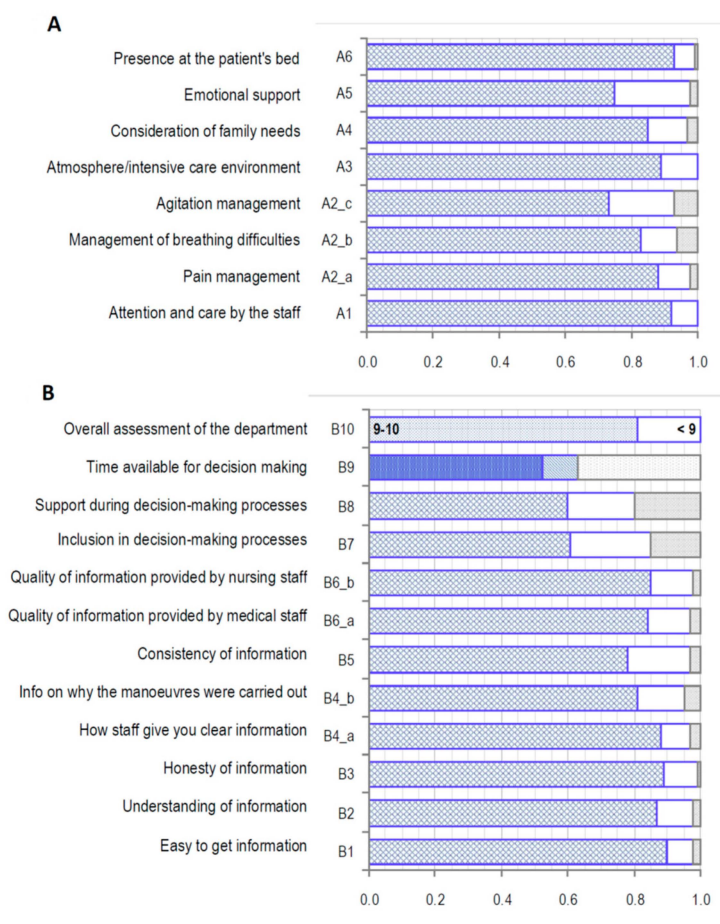 A
Presence at the patient's bed A6
Emotional support A5
Consideration of family needs A4
Atmosphere/intensive care environment A3
Agitation management A2_c
Management of breathing difficulties A2_b
Pain management A2_a
Attention and care by the staff A1
0.0 0.2 0.4 0.6 0.8 1.0
B
Overall assessment of the department B10 9-10 < 9
Time available for decision making B9
Support during decision-making processes B8
Inclusion in decision-making processes B7
Quality of information provided by nursing staff B6_b
Quality of information provided by medical staff B6_a
Consistency of information B5
Info on why the manoeuvres were carried out B4_b
How staff give you clear information B4_a
Honesty of information B3
Understanding of information B2
Easy to get information B1
0.0 0.2 0.4 0.6 0.8 1.0